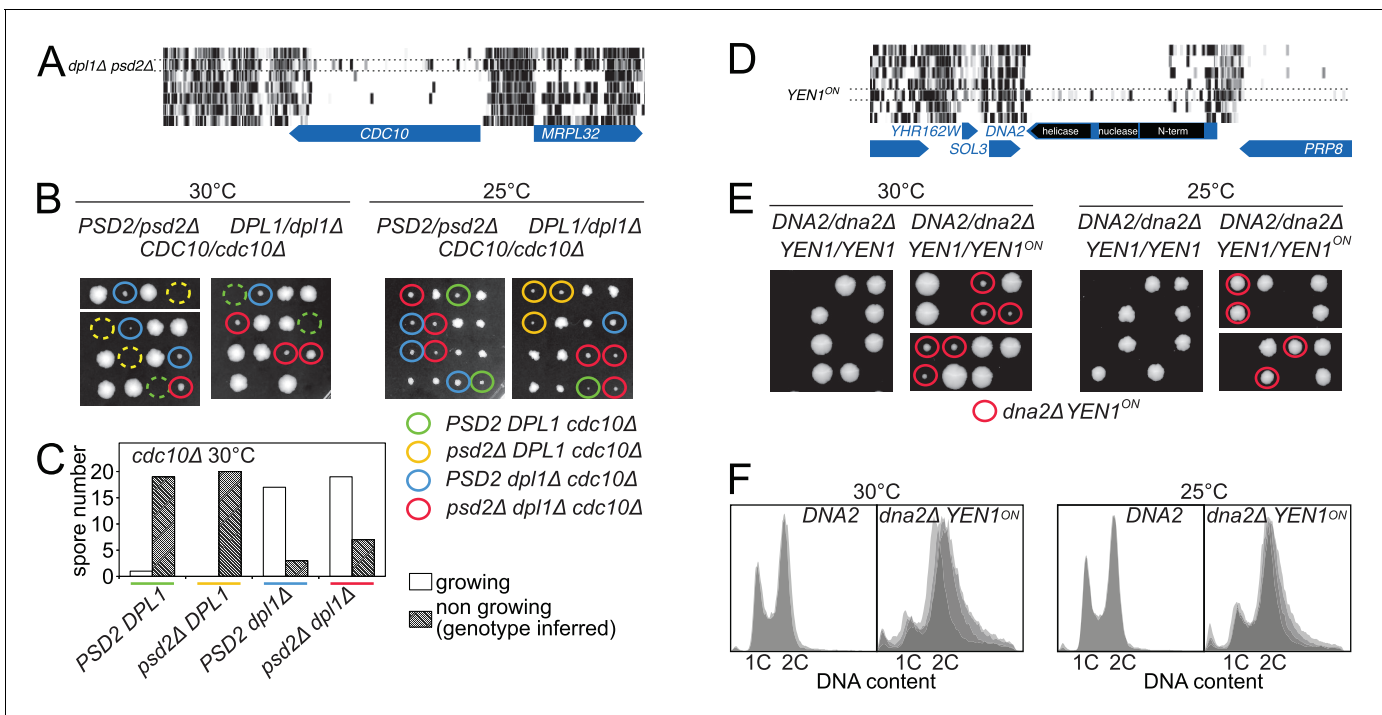 A
dpl1Δ psd2Δ
CDC10
MRPL32
B
30°C
25°C
PSD2/psd2Δ DPL1/dpl1Δ
CDC10/cdc10Δ
PSD2/psd2Δ DPL1/dpl1Δ
CDC10/cdc10Δ
PSD2 DPL1 cdc10Δ
psd2Δ DPL1 cdc10Δ
PSD2 dpl1Δ cdc10Δ
psd2Δ dpl1Δ cdc10Δ
C
cdc10Δ 30°C
spore number
20
15
10
5
0
PSD2 DPL1
psd2Δ DPL1
PSD2 dpl1Δ
psd2Δ dpl1Δ
growing
non growing
(genotype inferred)
D
YEN1ON
YHR162W
SOL3
DNA2
helicase
nuclease
N-term
PRP8
E
30°C
25°C
DNA2/dna2Δ DNA2/dna2Δ
YEN1/YEN1 YEN1/YEN1ON
DNA2/dna2Δ DNA2/dna2Δ
YEN1/YEN1 YEN1/YEN1ON
dna2Δ YEN1ON
F
30°C
25°C
DNA2
dna2Δ YEN1ON
DNA2
dna2Δ YEN1ON
1C 2C
1C 2C
1C 2C
1C 2C
DNA content
DNA content